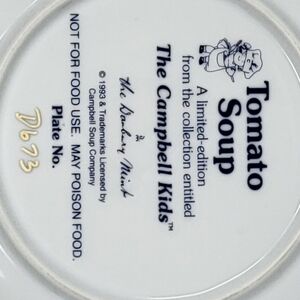 Tomato
Soup
A limited-edition
from the collection entitled
The Campbell Kids™
by
The Danbury Mint
© 1993 & Trademarks Licensed by
Campbell Soup Company
NOT FOR FOOD USE. MAY POISON FOOD.
Plate No.
D673